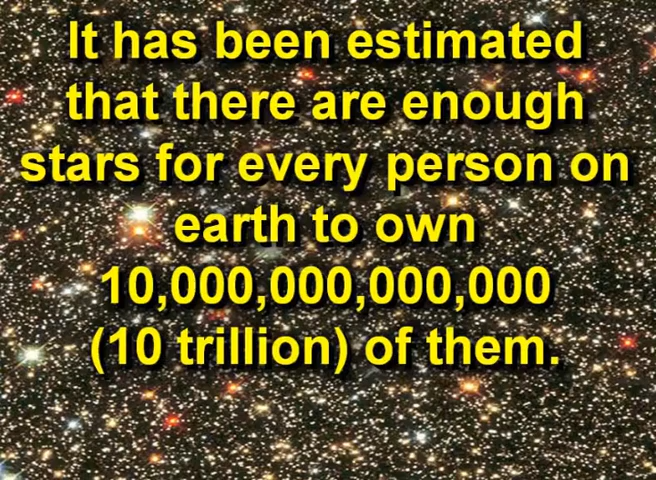 It has been estimated
that there are enough
stars for every person on
earth to own
10,000,000,000,000
(10 trillion) of them.